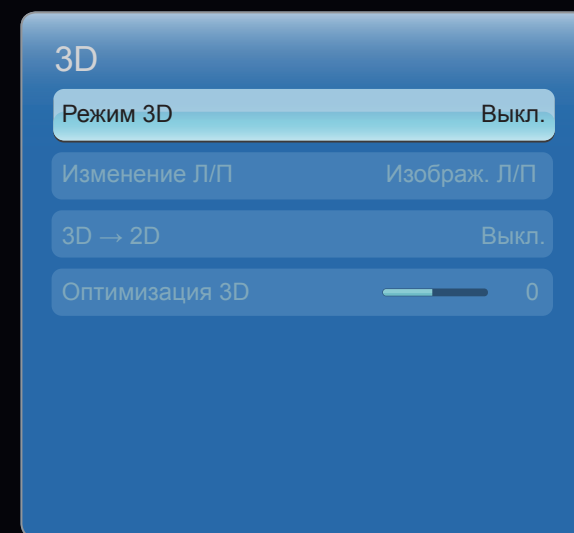 3D
Режим 3D Выкл.
Изменение Л/П Изображ. Л/П
3D → 2D Выкл.
Оптимизация 3D 0